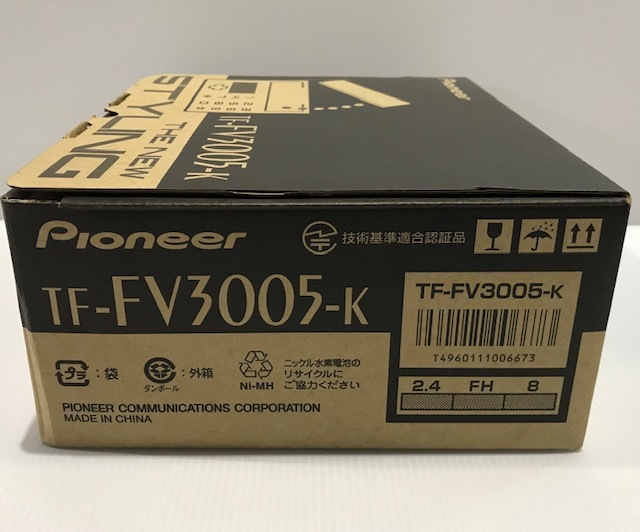 Pioneer
STYLING
THE NEW
TF-FV3005-K
Pioneer
技術基準適合認証品
TF-FV3005-K
TF-FV3005-K
T4960111006673
プラ:袋
ダンボール:外箱
Ni-MH
ニッケル水素電池の
リサイクルに
ご協力ください
2.4 FH 8
PIONEER COMMUNICATIONS CORPORATION
MADE IN CHINA